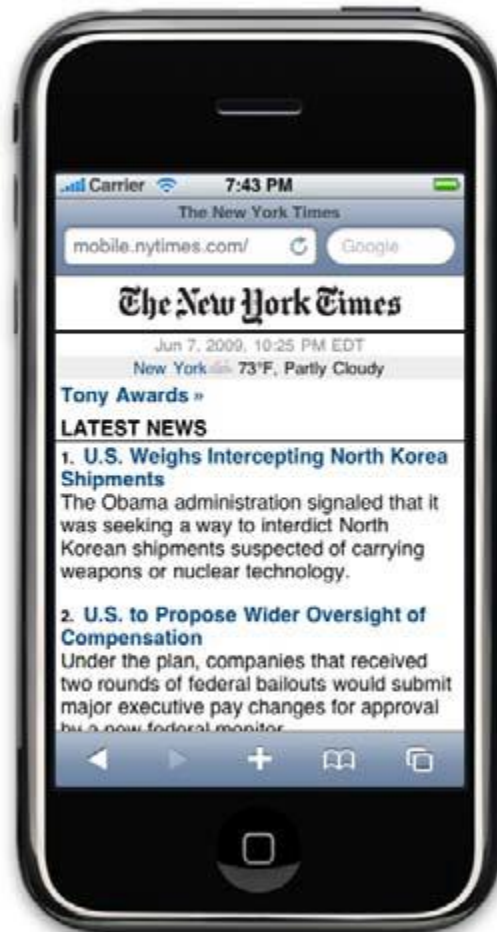 Carrier 7:43 PM
The New York Times
mobile.nytimes.com/ Google
The New York Times
Jun 7, 2009, 10:25 PM EDT
New York 73°F, Partly Cloudy
Tony Awards »
LATEST NEWS
1. U.S. Weighs Intercepting North Korea
Shipments
The Obama administration signaled that it
was seeking a way to interdict North
Korean shipments suspected of carrying
weapons or nuclear technology.
2. U.S. to Propose Wider Oversight of
Compensation
Under the plan, companies that received
two rounds of federal bailouts would submit
major executive pay changes for approval
by a new federal monitor